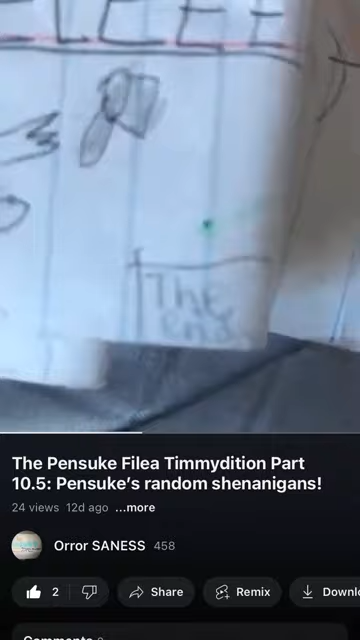 The
end
The Pensuke Filea Timmydition Part
10.5: Pensuke’s random shenanigans!
24 views 12d ago ...more
Orror SANESS 458
2 Share Remix
Comments